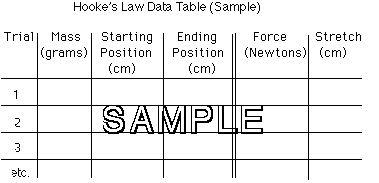 Hooke's Law Data Table (Sample)
Trial Mass (grams) Starting Position (cm) Ending Position (cm) Force (Newtons) Stretch (cm)
1
2
SAMPLE
3
etc.